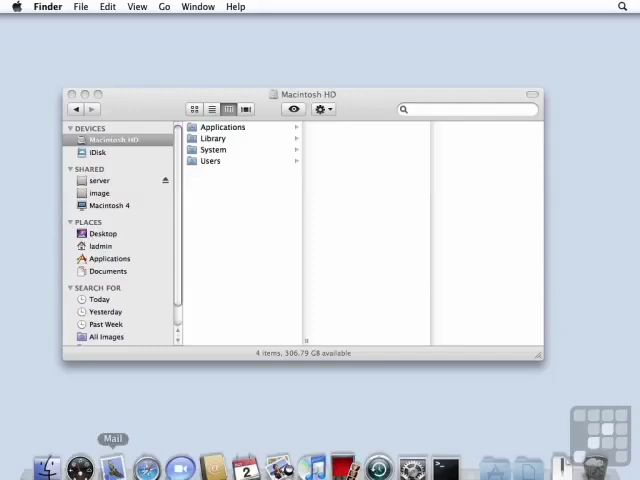 Finder File Edit View Go Window Help
Macintosh HD
DEVICES
Macintosh HD
iDisk
SHARED
server
image
Macintosh 4
PLACES
Desktop
ladmin
Applications
Documents
SEARCH FOR
Today
Yesterday
Past Week
All Images
Applications
Library
System
Users
4 items, 306.79 GB available
Mail
2